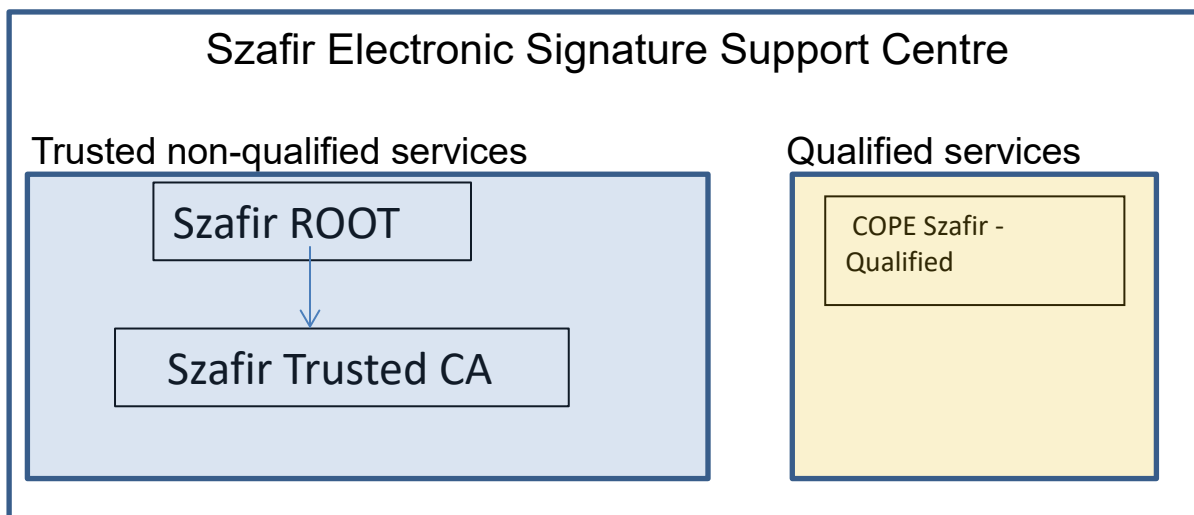 Szafir Electronic Signature Support Centre
Trusted non-qualified services
Qualified services
Szafir ROOT
COPE Szafir -
Qualified
Szafir Trusted CA